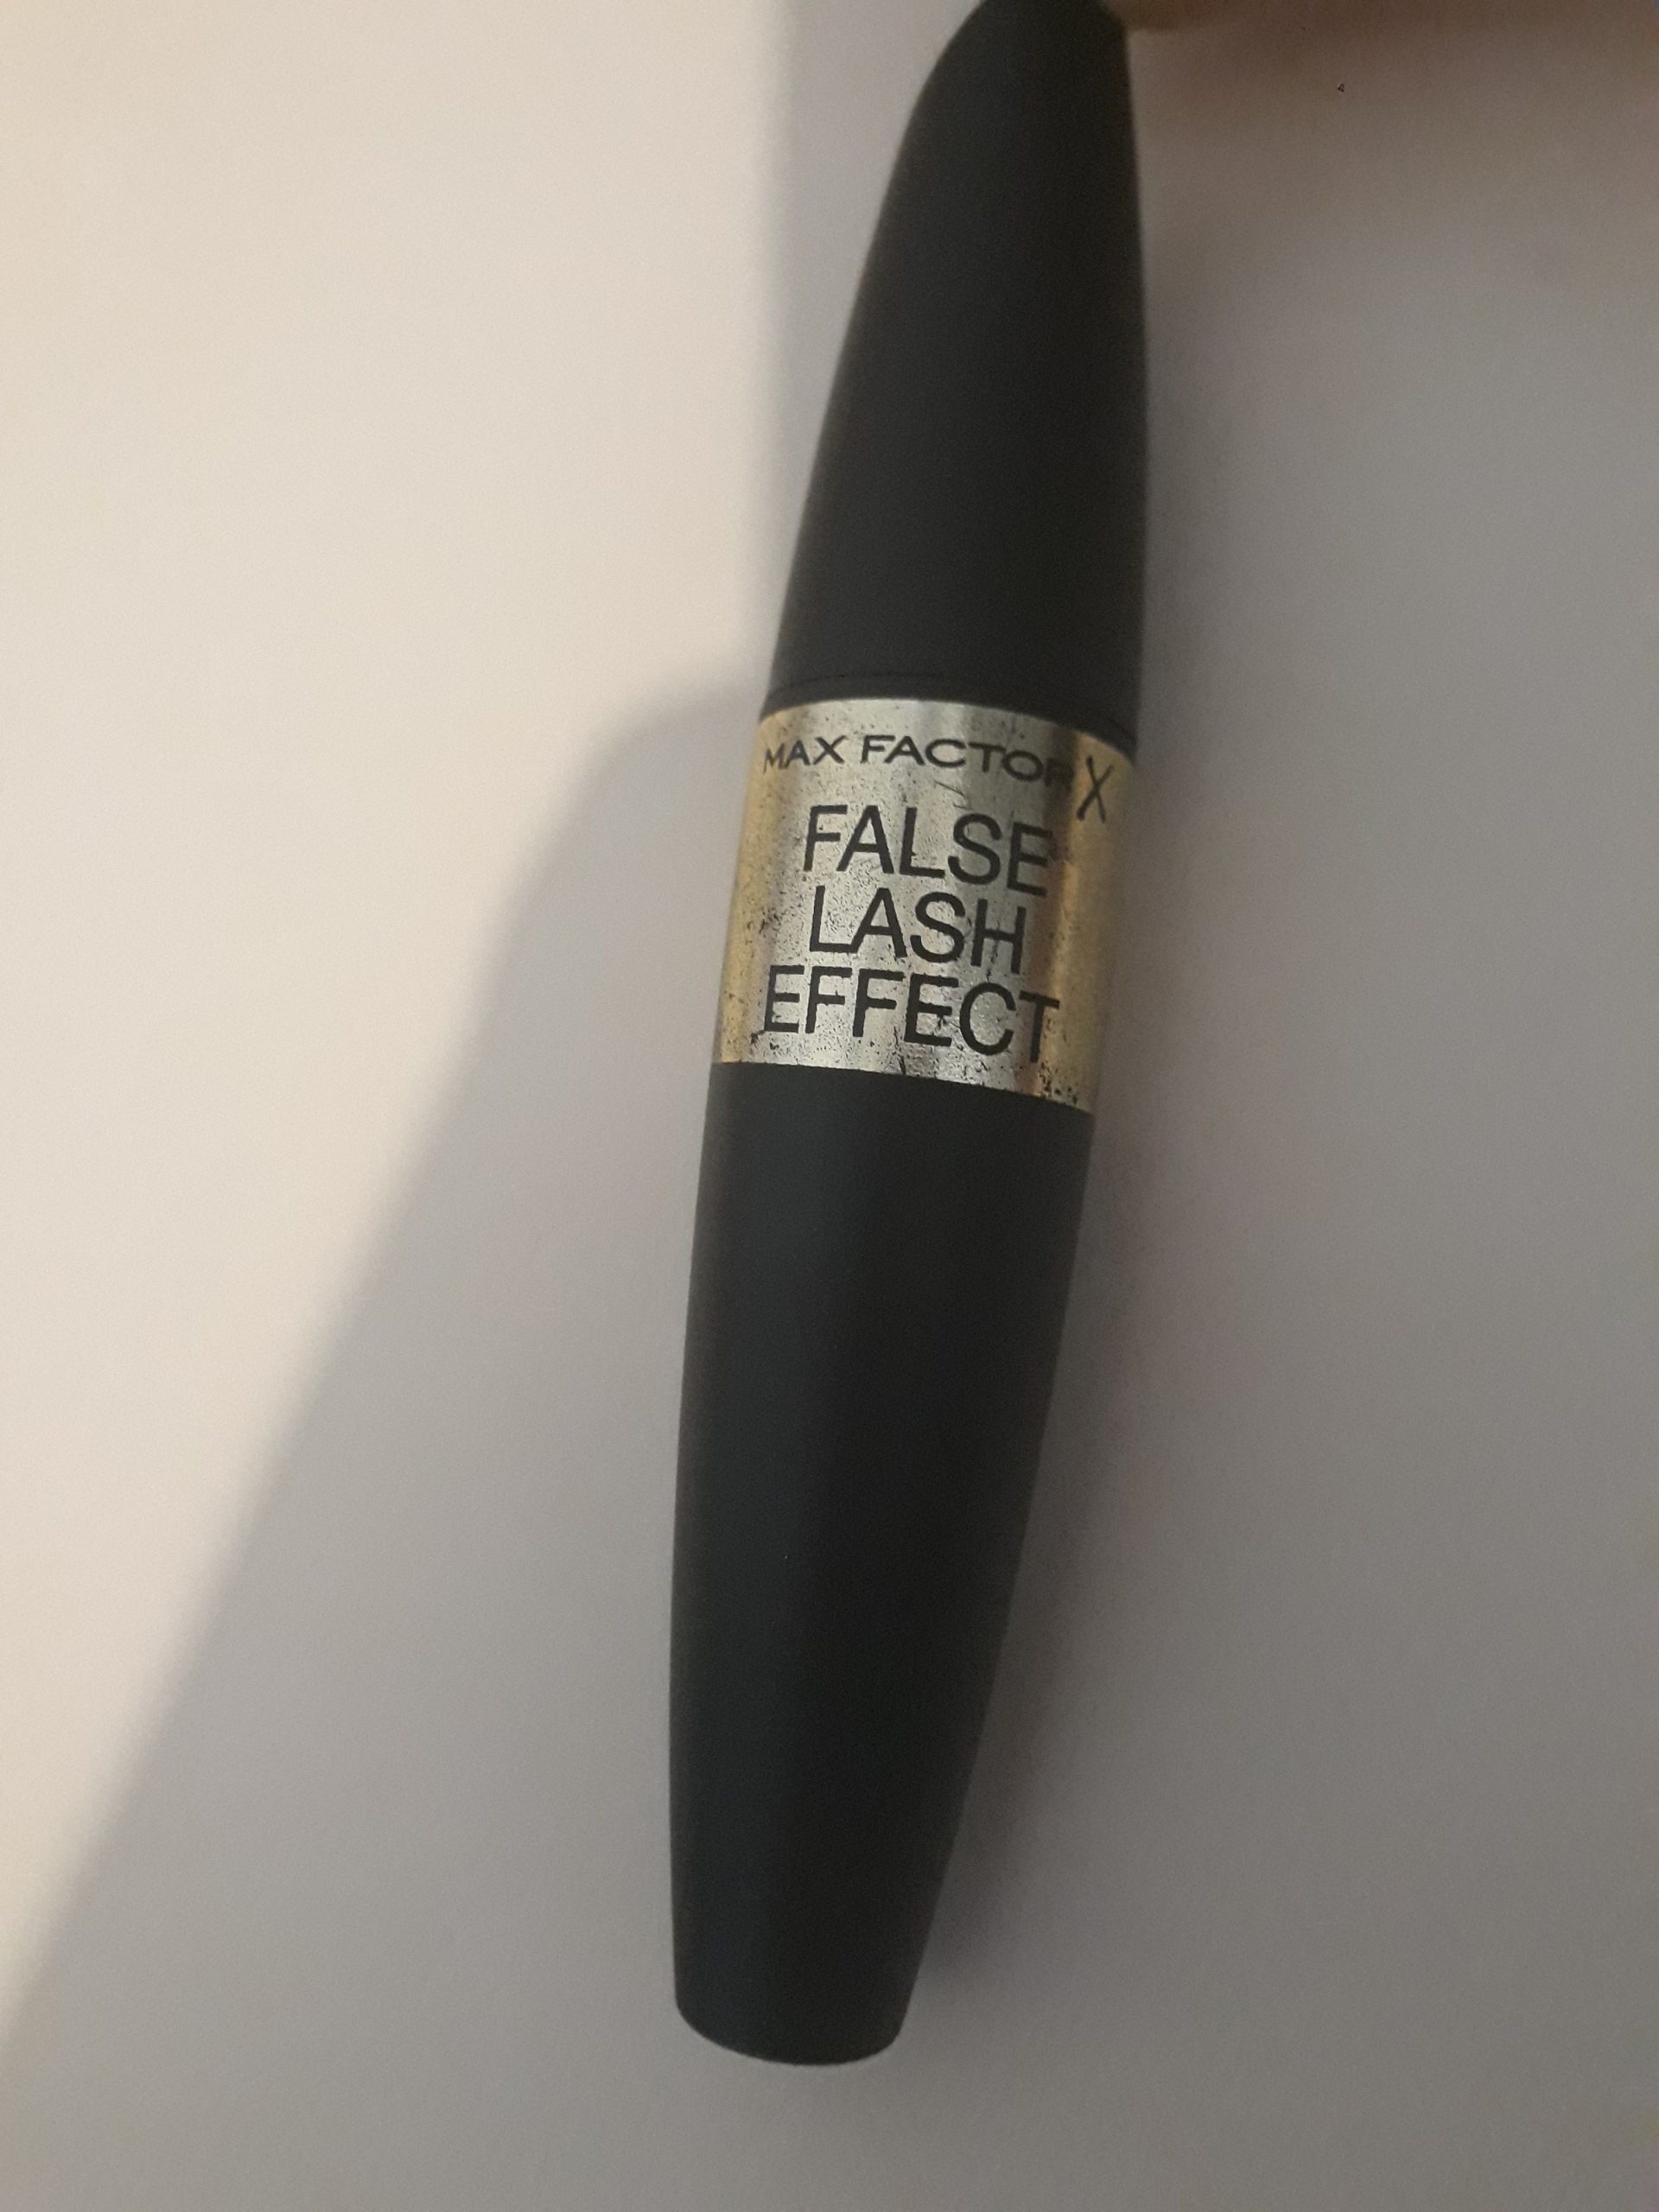 MAX FACTOR X
FALSE
LASH
EFFECT